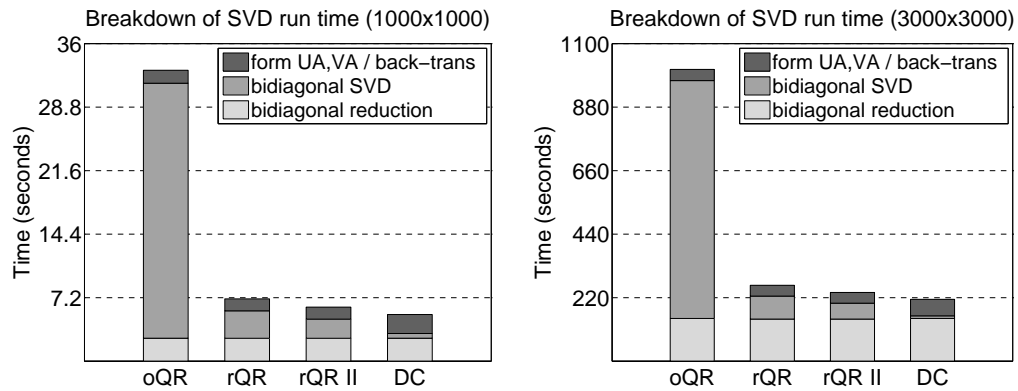 Breakdown of SVD run time (1000x1000)
36
28.8
21.6
14.4
7.2
Time (seconds)
form UA,VA / back−trans
bidiagonal SVD
bidiagonal reduction
oQR
rQR
rQR II
DC
Breakdown of SVD run time (3000x3000)
1100
880
660
440
220
Time (seconds)
form UA,VA / back−trans
bidiagonal SVD
bidiagonal reduction
oQR
rQR
rQR II
DC